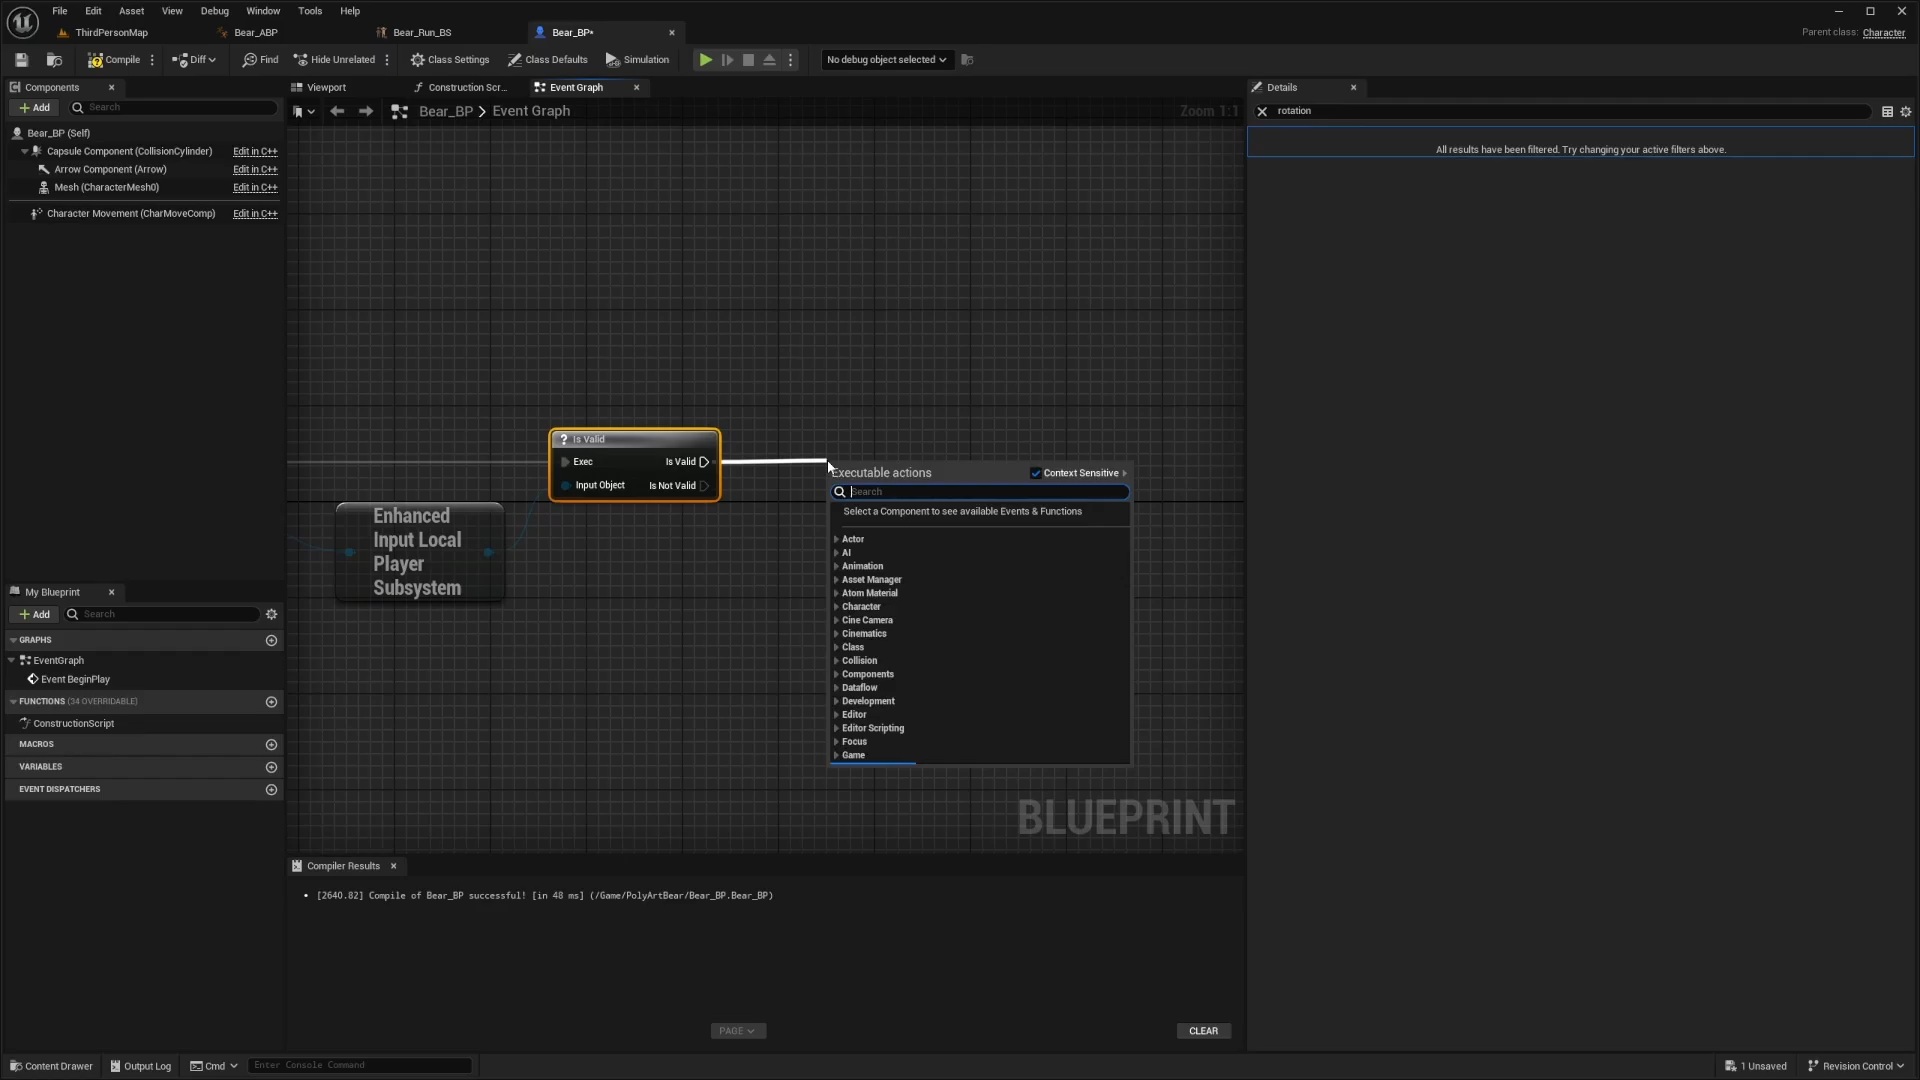 File Edit Asset View Debug Window Tools Help
ThirdPersonMap Bear_ABP Bear_Run_BS Bear_BP*
Parent class: Character
Compile Diff Find Hide Unrelated Class Settings Class Defaults Simulation No debug object selected
Components Viewport Construction Scr... Event Graph Details
Add Search Bear_BP > Event Graph Zoom 1:1 rotation
All results have been filtered. Try changing your active filters above.
Bear_BP (Self)
Capsule Component (CollisionCylinder) Edit in C++
Arrow Component (Arrow) Edit in C++
Mesh (CharacterMesh0) Edit in C++
Character Movement (CharMoveComp) Edit in C++
Is Valid
Exec Is Valid
Input Object Is Not Valid
Enhanced
Input Local
Player
Subsystem
Executable actions Context Sensitive
Search
Select a Component to see available Events & Functions
Actor
AI
Animation
Asset Manager
Atom Material
Character
Cine Camera
Cinematics
Class
Collision
Components
Dataflow
Development
Editor
Editor Scripting
Focus
Game
My Blueprint
Add Search
GRAPHS
EventGraph
Event BeginPlay
FUNCTIONS (34 OVERRIDABLE)
ConstructionScript
MACROS
VARIABLES
EVENT DISPATCHERS
BLUEPRINT
Compiler Results
• [2640.82] Compile of Bear_BP successful! [in 48 ms] (/Game/PolyArtBear/Bear_BP.Bear_BP)
PAGE CLEAR
Content Drawer Output Log Cmd Enter Console Command 1 Unsaved Revision Control